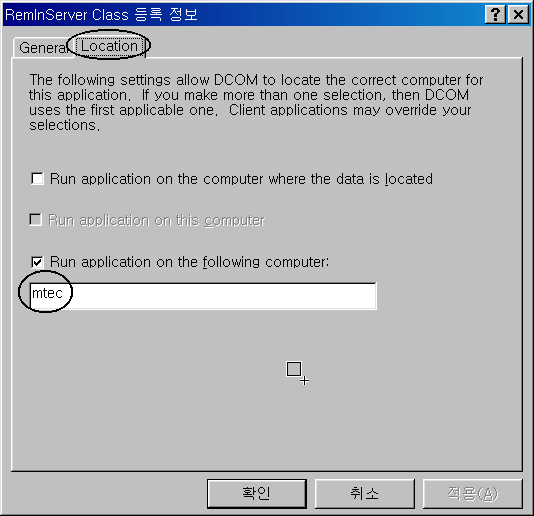 RemInServer Class 등록 정보
General
Location
The following settings allow DCOM to locate the correct computer for
this application. If you make more than one selection, then DCOM
uses the first applicable one. Client applications may override your
selections.
Run application on the computer where the data is located
Run application on this computer
Run application on the following computer:
mtec
확인
취소
적용(A)